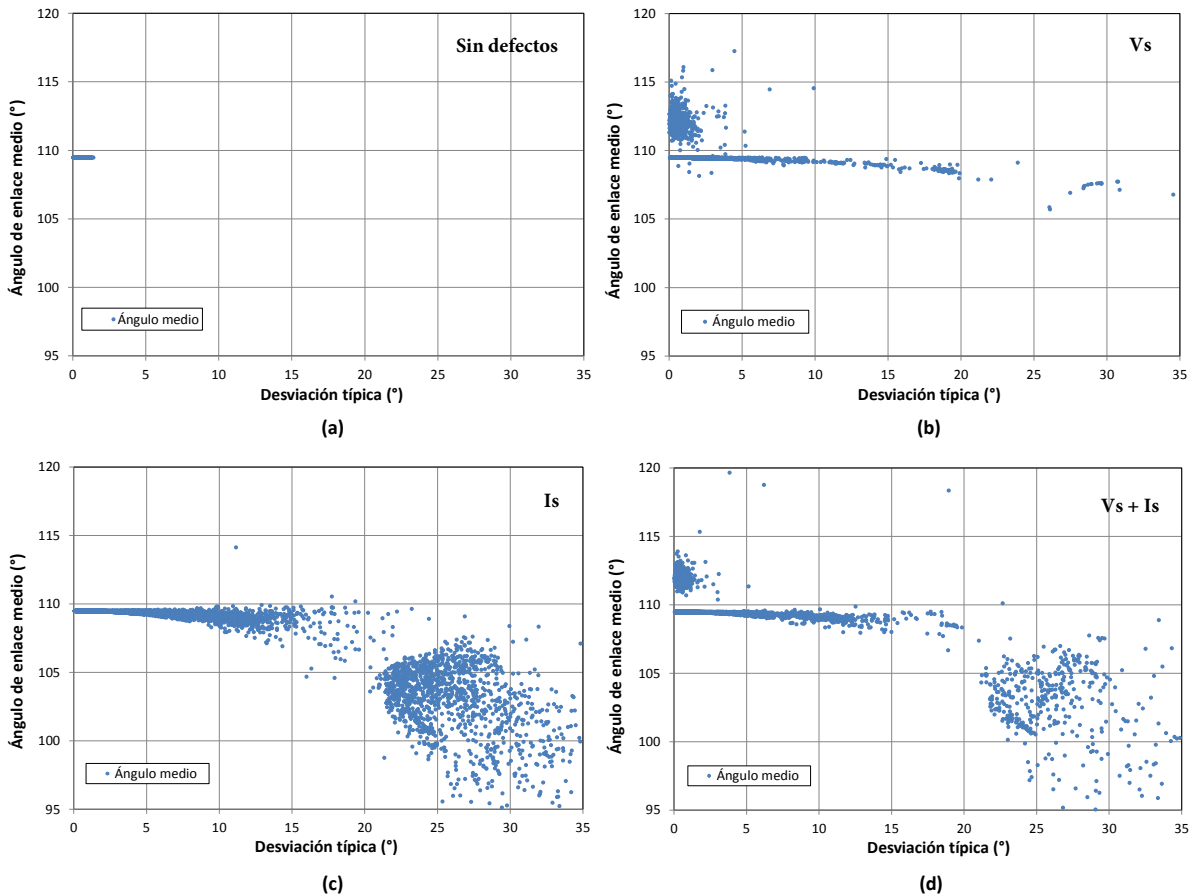 120
115
110
105
100
95
Ángulo de enlace medio (°)
Sin defectos
Ángulo medio
0 5 10 15 20 25 30 35
Desviación típica (°)
(a)
120
115
110
105
100
95
Ángulo de enlace medio (°)
Vs
Ángulo medio
0 5 10 15 20 25 30 35
Desviación típica (°)
(b)
120
115
110
105
100
95
Ángulo de enlace medio (°)
Is
Ángulo medio
0 5 10 15 20 25 30 35
Desviación típica (°)
(c)
120
115
110
105
100
95
Ángulo de enlace medio (°)
Vs + Is
Ángulo medio
0 5 10 15 20 25 30 35
Desviación típica (°)
(d)